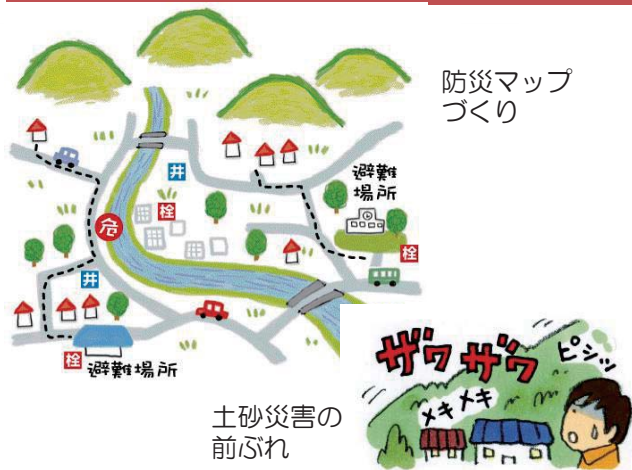 防災マップ
づくり
井
栓
避難
場所
危
栓
井
栓
避難場所
ザワザワ
ピシッ
メキメキ
土砂災害の
前ぶれ